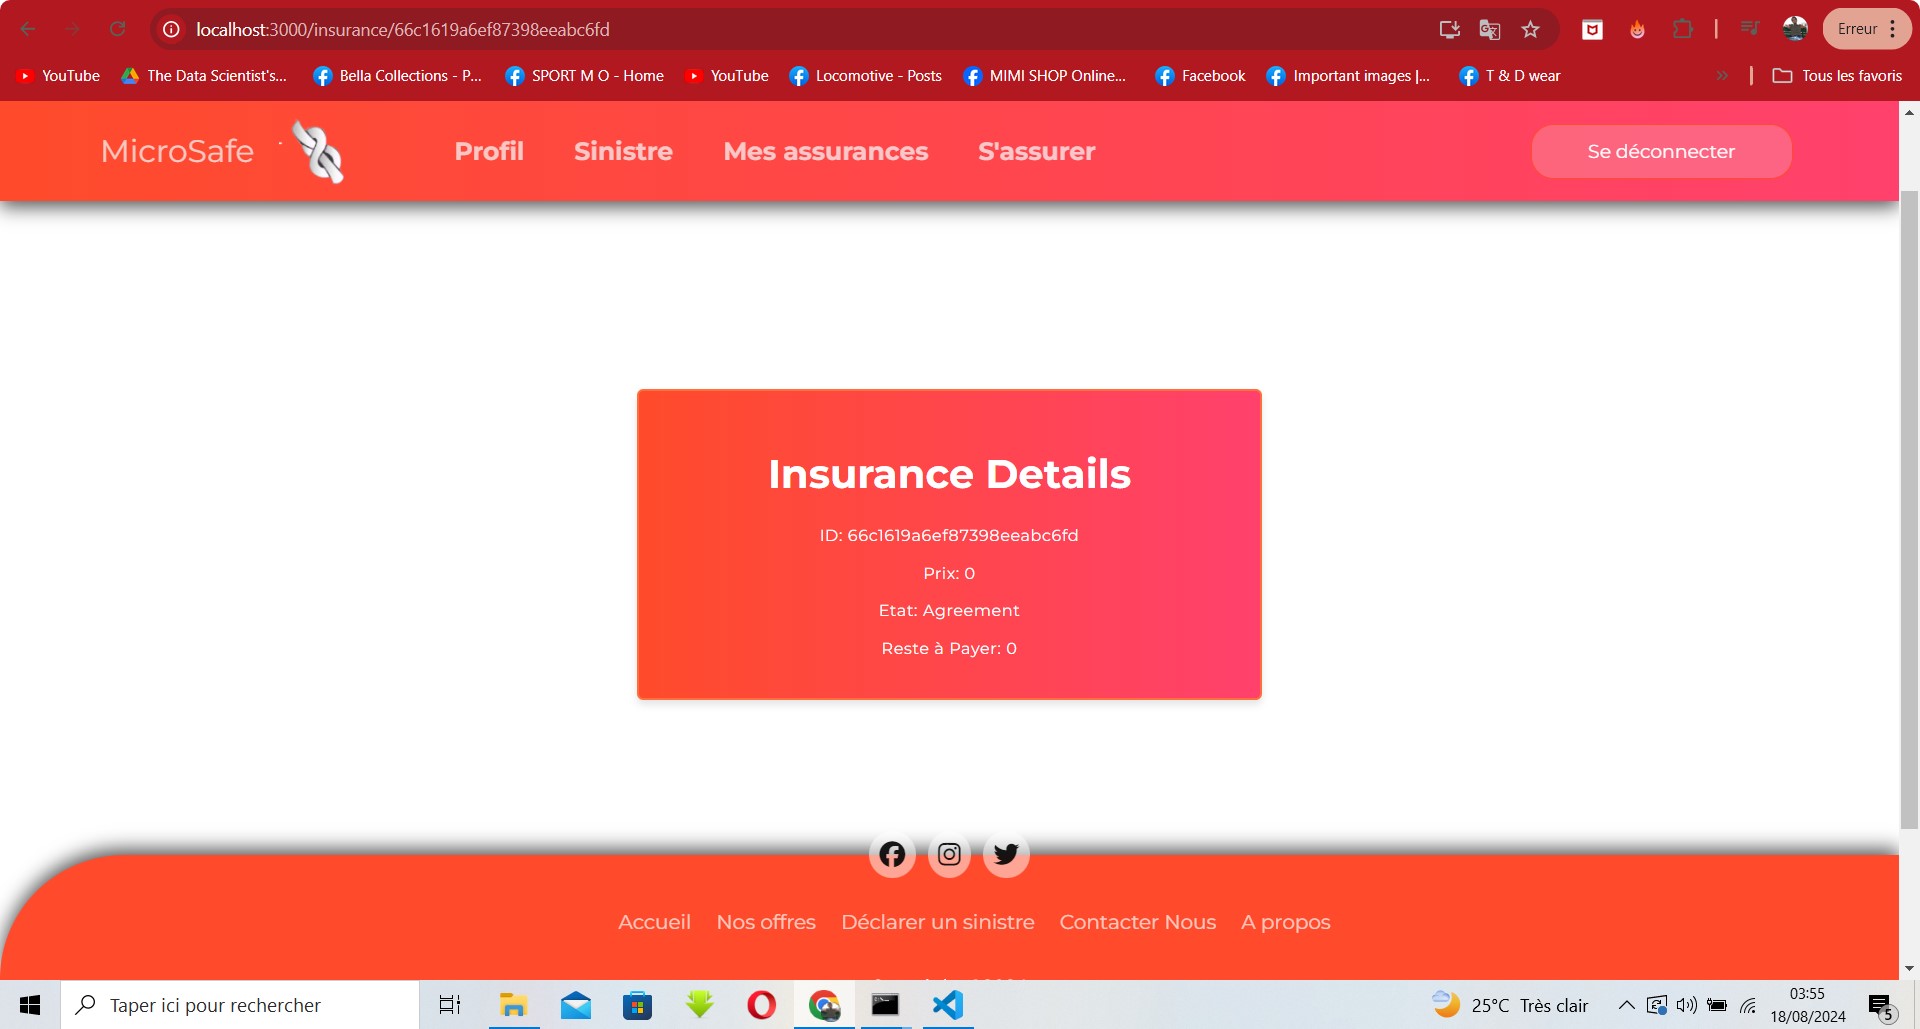 localhost:3000/insurance/66c1619a6ef87398eeabc6fd
Erreur
YouTube
The Data Scientist's...
Bella Collections - P...
SPORT M O - Home
YouTube
Locomotive - Posts
MIMI SHOP Online...
Facebook
Important images |...
T & D wear
»
Tous les favoris
MicroSafe
Profil
Sinistre
Mes assurances
S'assurer
Se déconnecter
Insurance Details
ID: 66c1619a6ef87398eeabc6fd
Prix: 0
Etat: Agreement
Reste à Payer: 0
Accueil
Nos offres
Déclarer un sinistre
Contacter Nous
A propos
Taper ici pour rechercher
25°C Très clair
03:55
18/08/2024
5